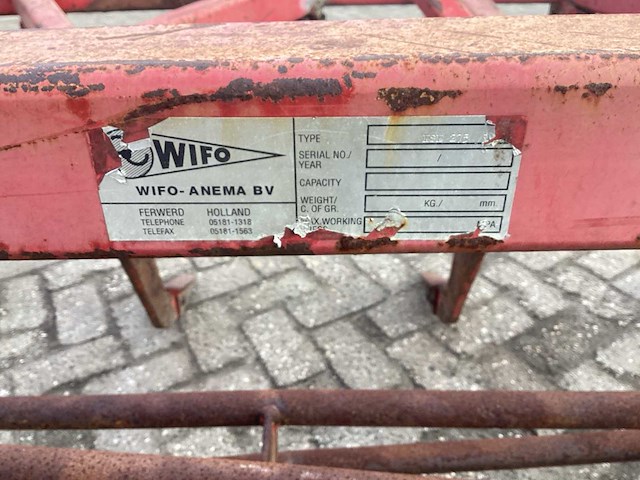 WIFO
WIFO-ANEMA BV
FERWERD HOLLAND
TELEPHONE 05181-1318
TELEFAX 05181-1563
TYPE
SERIAL NO./
YEAR /
CAPACITY
WEIGHT/
C. OF GR. KG./ mm.
WORKING